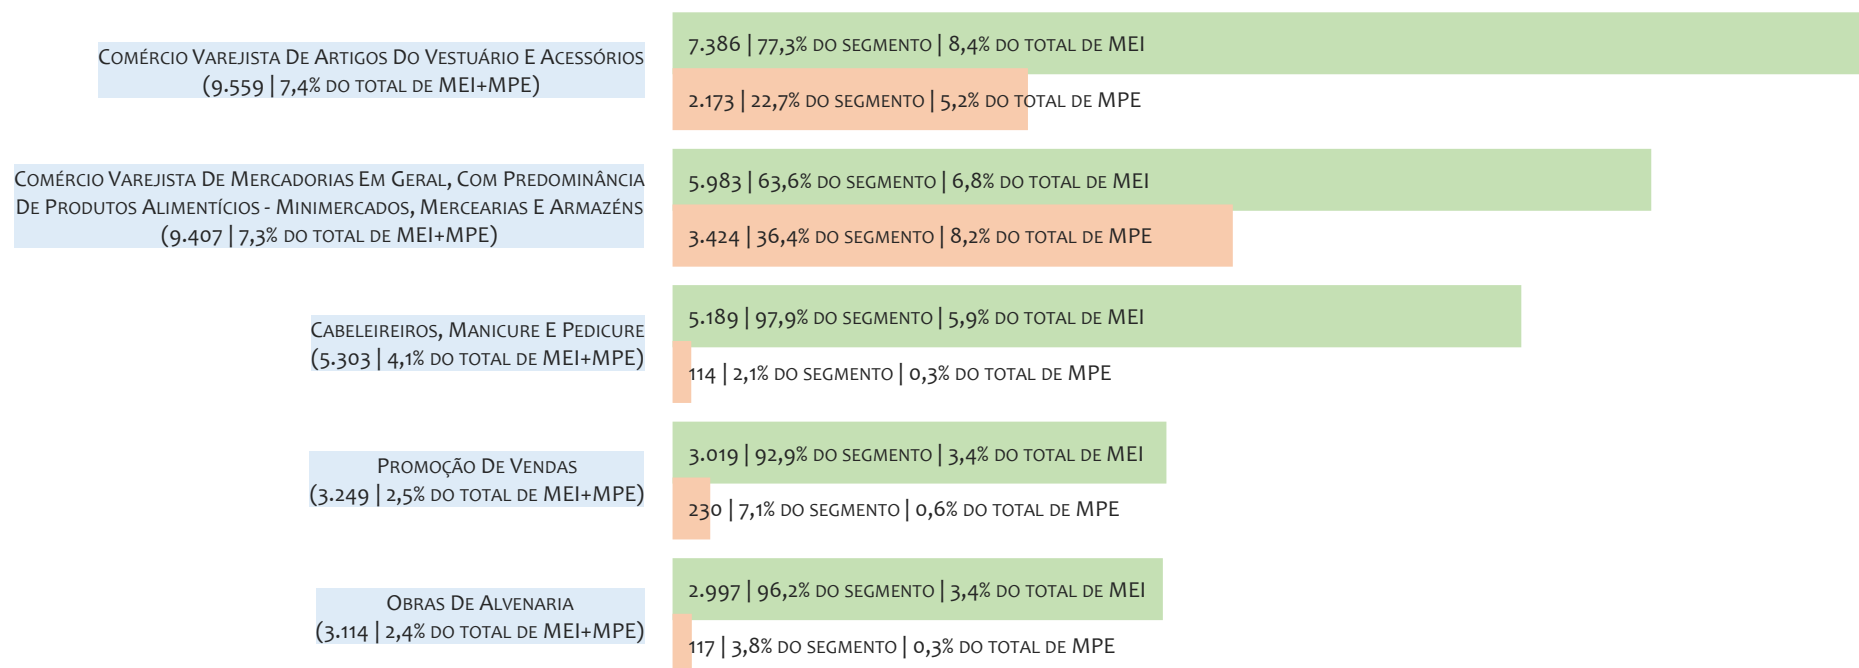 Comércio Varejista De Artigos Do Vestuário E Acessórios
(9.559 | 7,4% do total de MEI+MPE)
7.386 | 77,3% do segmento | 8,4% do total de MEI
2.173 | 22,7% do segmento | 5,2% do total de MPE
Comércio Varejista De Mercadorias Em Geral, Com Predominância
De Produtos Alimentícios - Minimercados, Mercearias E Armazéns
(9.407 | 7,3% do total de MEI+MPE)
5.983 | 63,6% do segmento | 6,8% do total de MEI
3.424 | 36,4% do segmento | 8,2% do total de MPE
Cabeleireiros, Manicure E Pedicure
(5.303 | 4,1% do total de MEI+MPE)
5.189 | 97,9% do segmento | 5,9% do total de MEI
114 | 2,1% do segmento | 0,3% do total de MPE
Promoção De Vendas
(3.249 | 2,5% do total de MEI+MPE)
3.019 | 92,9% do segmento | 3,4% do total de MEI
230 | 7,1% do segmento | 0,6% do total de MPE
Obras De Alvenaria
(3.114 | 2,4% do total de MEI+MPE)
2.997 | 96,2% do segmento | 3,4% do total de MEI
117 | 3,8% do segmento | 0,3% do total de MPE